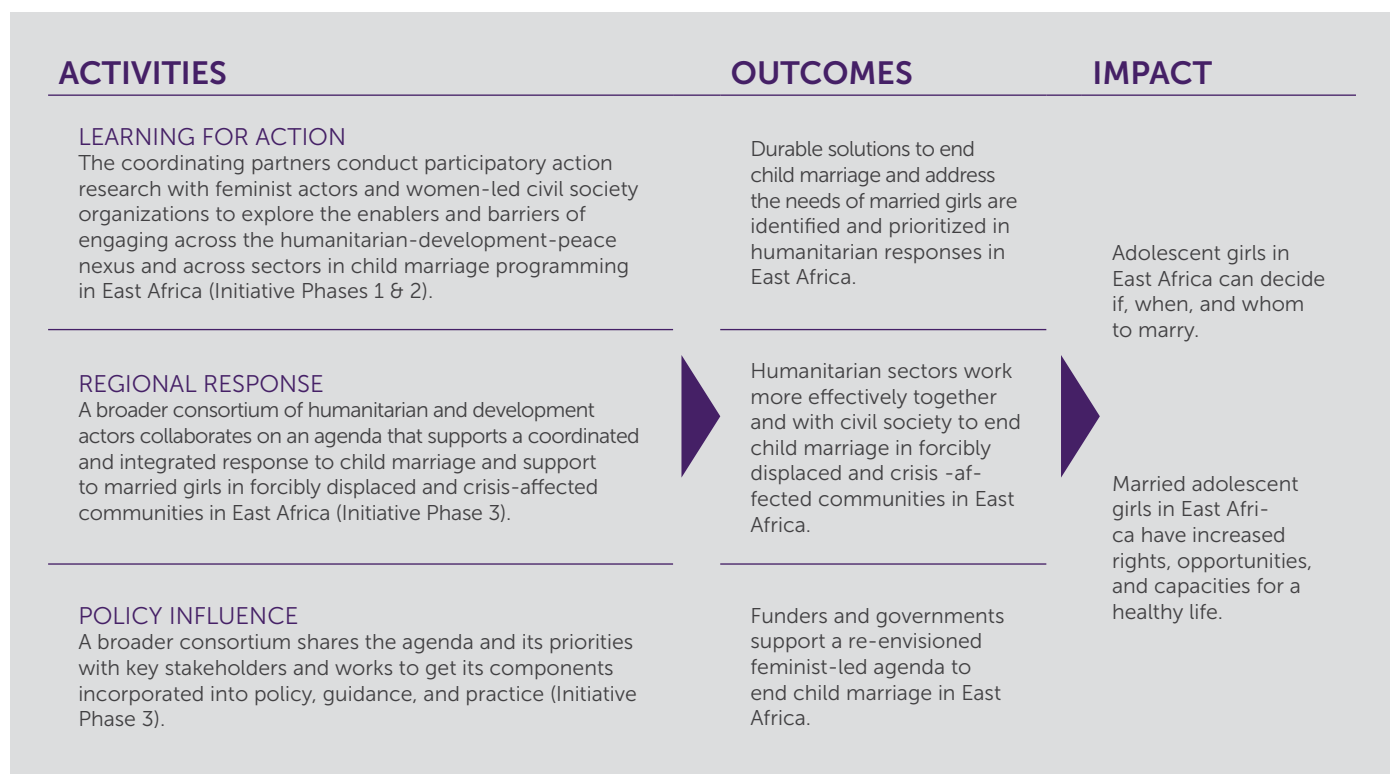 ACTIVITIES
LEARNING FOR ACTION
The coordinating partners conduct participatory action
research with feminist actors and women-led civil society
organizations to explore the enablers and barriers of
engaging across the humanitarian-development-peace
nexus and across sectors in child marriage programming
in East Africa (Initiative Phases 1 & 2).
REGIONAL RESPONSE
A broader consortium of humanitarian and development
actors collaborates on an agenda that supports a coordinated
and integrated response to child marriage and support
to married girls in forcibly displaced and crisis-affected
communities in East Africa (Initiative Phase 3).
POLICY INFLUENCE
A broader consortium shares the agenda and its priorities
with key stakeholders and works to get its components
incorporated into policy, guidance, and practice (Initiative
Phase 3).
OUTCOMES
Durable solutions to end
child marriage and address
the needs of married girls are
identified and prioritized in
humanitarian responses in
East Africa.
Humanitarian sectors work
more effectively together
and with civil society to end
child marriage in forcibly
displaced and crisis -af-
fected communities in East
Africa.
Funders and governments
support a re-envisioned
feminist-led agenda to
end child marriage in East
Africa.
IMPACT
Adolescent girls in
East Africa can decide
if, when, and whom
to marry.
Married adolescent
girls in East Afri-
ca have increased
rights, opportunities,
and capacities for a
healthy life.